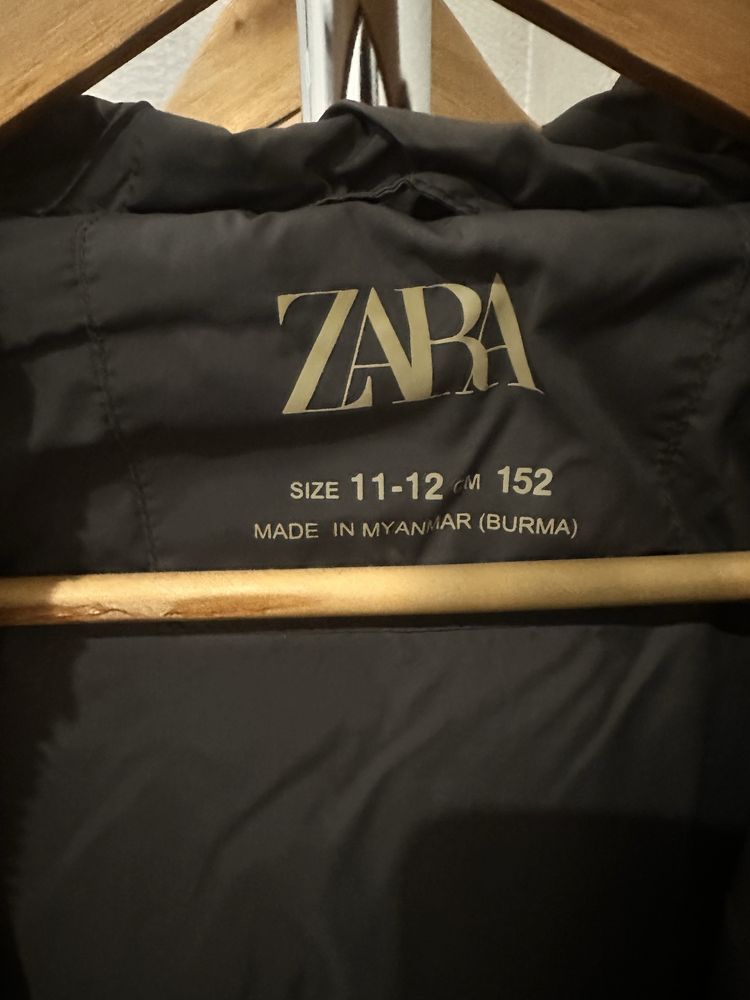 ZARA
SIZE 11-12 CM 152
MADE IN MYANMAR (BURMA)